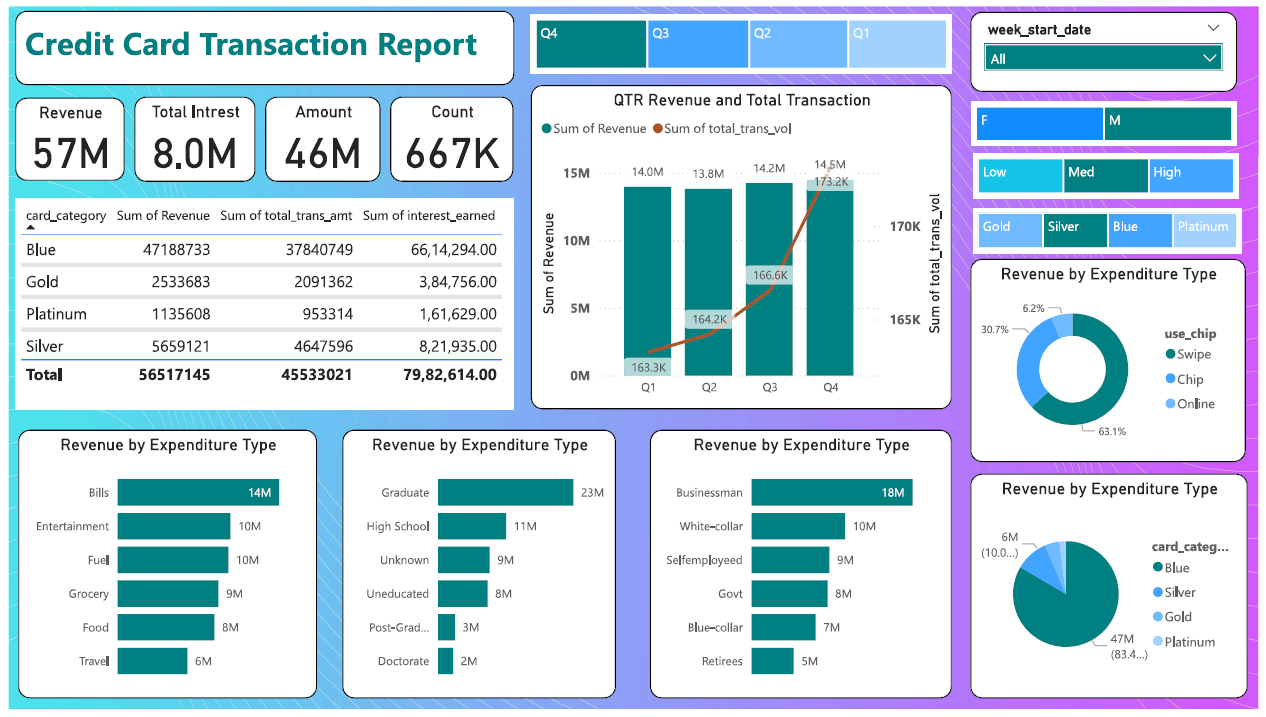 Credit Card Transaction Report
Q4 Q3 Q2 Q1
week_start_date
All
Revenue
57M
Total Intrest
8.0M
Amount
46M
Count
667K
F M
Low Med High
Gold Silver Blue Platinum
card_category Sum of Revenue Sum of total_trans_amt Sum of interest_earned
Blue 47188733 37840749 66,14,294.00
Gold 2533683 2091362 3,84,756.00
Platinum 1135608 953314 1,61,629.00
Silver 5659121 4647596 8,21,935.00
Total 56517145 45533021 79,82,614.00
QTR Revenue and Total Transaction
Sum of Revenue Sum of total_trans_vol
Sum of Revenue
15M
10M
5M
0M
14.0M 13.8M 14.2M 14.5M
163.3K 164.2K 166.6K 173.2K
Q1 Q2 Q3 Q4
170K
165K
Sum of total_trans_vol
Revenue by Expenditure Type
6.2%
30.7%
63.1%
use_chip
Swipe
Chip
Online
Revenue by Expenditure Type
Bills 14M
Entertainment 10M
Fuel 10M
Grocery 9M
Food 8M
Travel 6M
Revenue by Expenditure Type
Graduate 23M
High School 11M
Unknown 9M
Uneducated 8M
Post-Grad... 3M
Doctorate 2M
Revenue by Expenditure Type
Businessman 18M
White-collar 10M
Selfemployeed 9M
Govt 8M
Blue-collar 7M
Retirees 5M
Revenue by Expenditure Type
6M
(10.0...)
47M
(83.4...)
card_categ...
Blue
Silver
Gold
Platinum